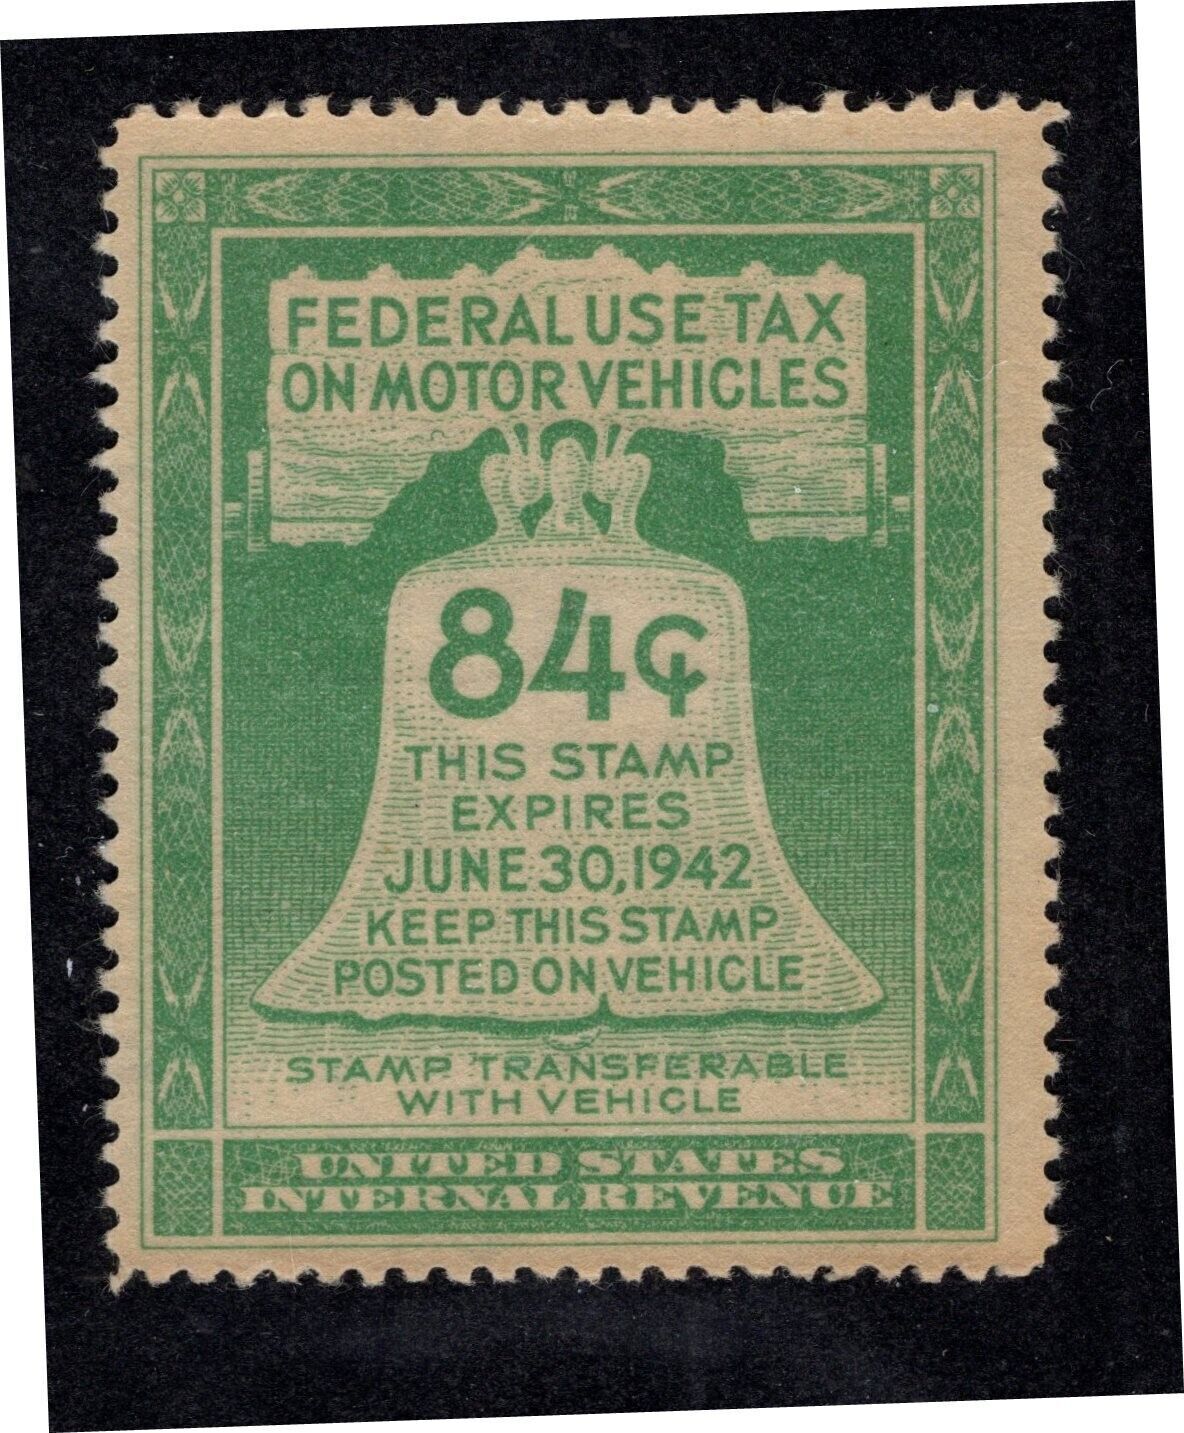 FEDERAL USE TAX
ON MOTOR VEHICLES
84¢
THIS STAMP
EXPIRES
JUNE 30, 1942
KEEP THIS STAMP
POSTED ON VEHICLE
STAMP TRANSFERABLE
WITH VEHICLE
UNITED STATES
INTERNAL REVENUE